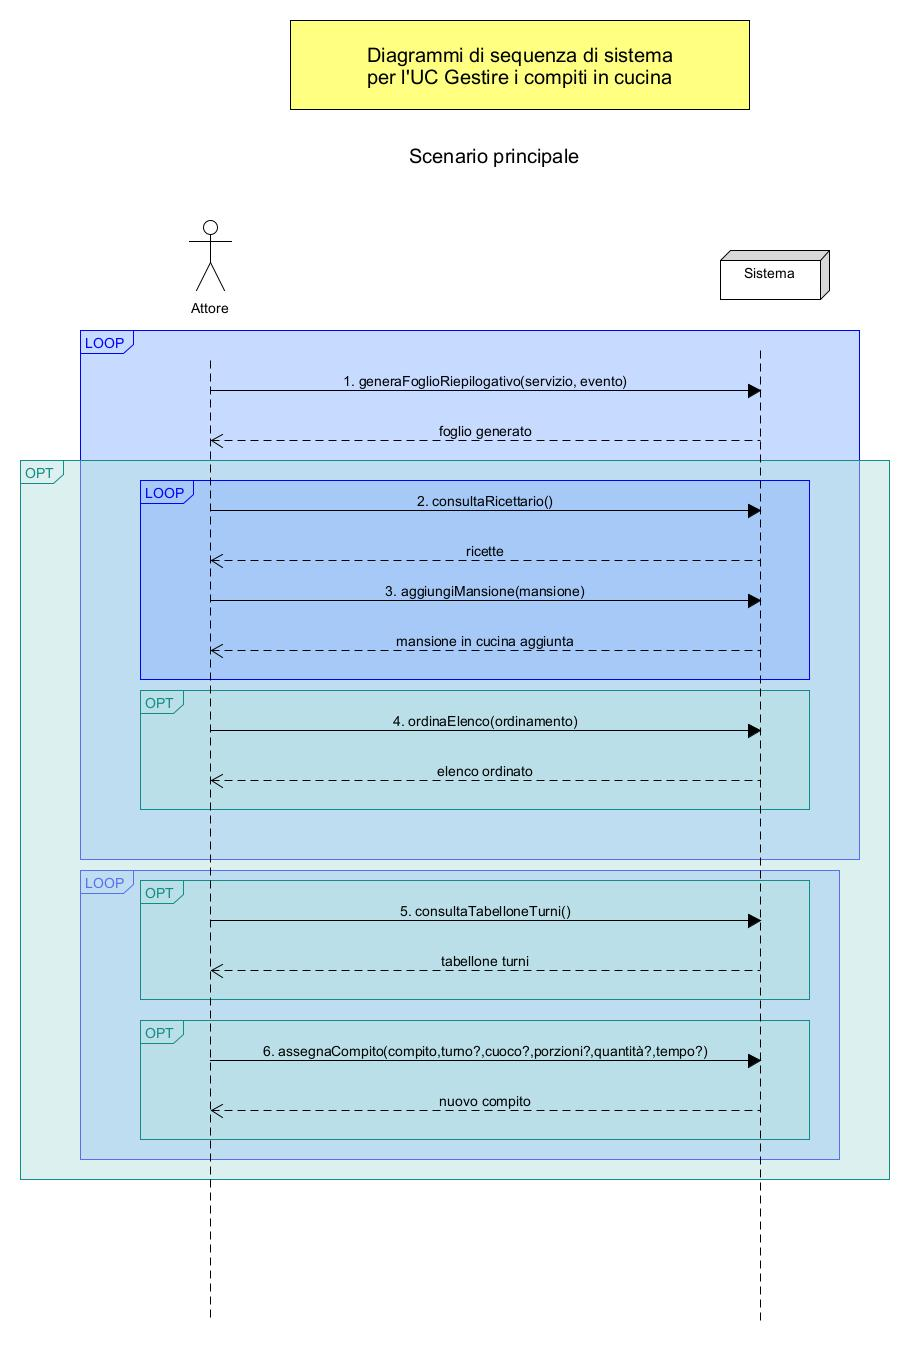 Diagrammi di sequenza di sistema
per l'UC Gestire i compiti in cucina
Scenario principale
Attore
Sistema
LOOP
1. generaFoglioRiepilogativo(servizio, evento)
foglio generato
OPT
LOOP
2. consultaRicettario()
ricette
3. aggiungiMansione(mansione)
mansione in cucina aggiunta
OPT
4. ordinaElenco(ordinamento)
elenco ordinato
LOOP
OPT
5. consultaTabelloneTurni()
tabellone turni
OPT
6. assegnaCompito(compito,turno?,cuoco?,porzioni?,quantità?,tempo?)
nuovo compito